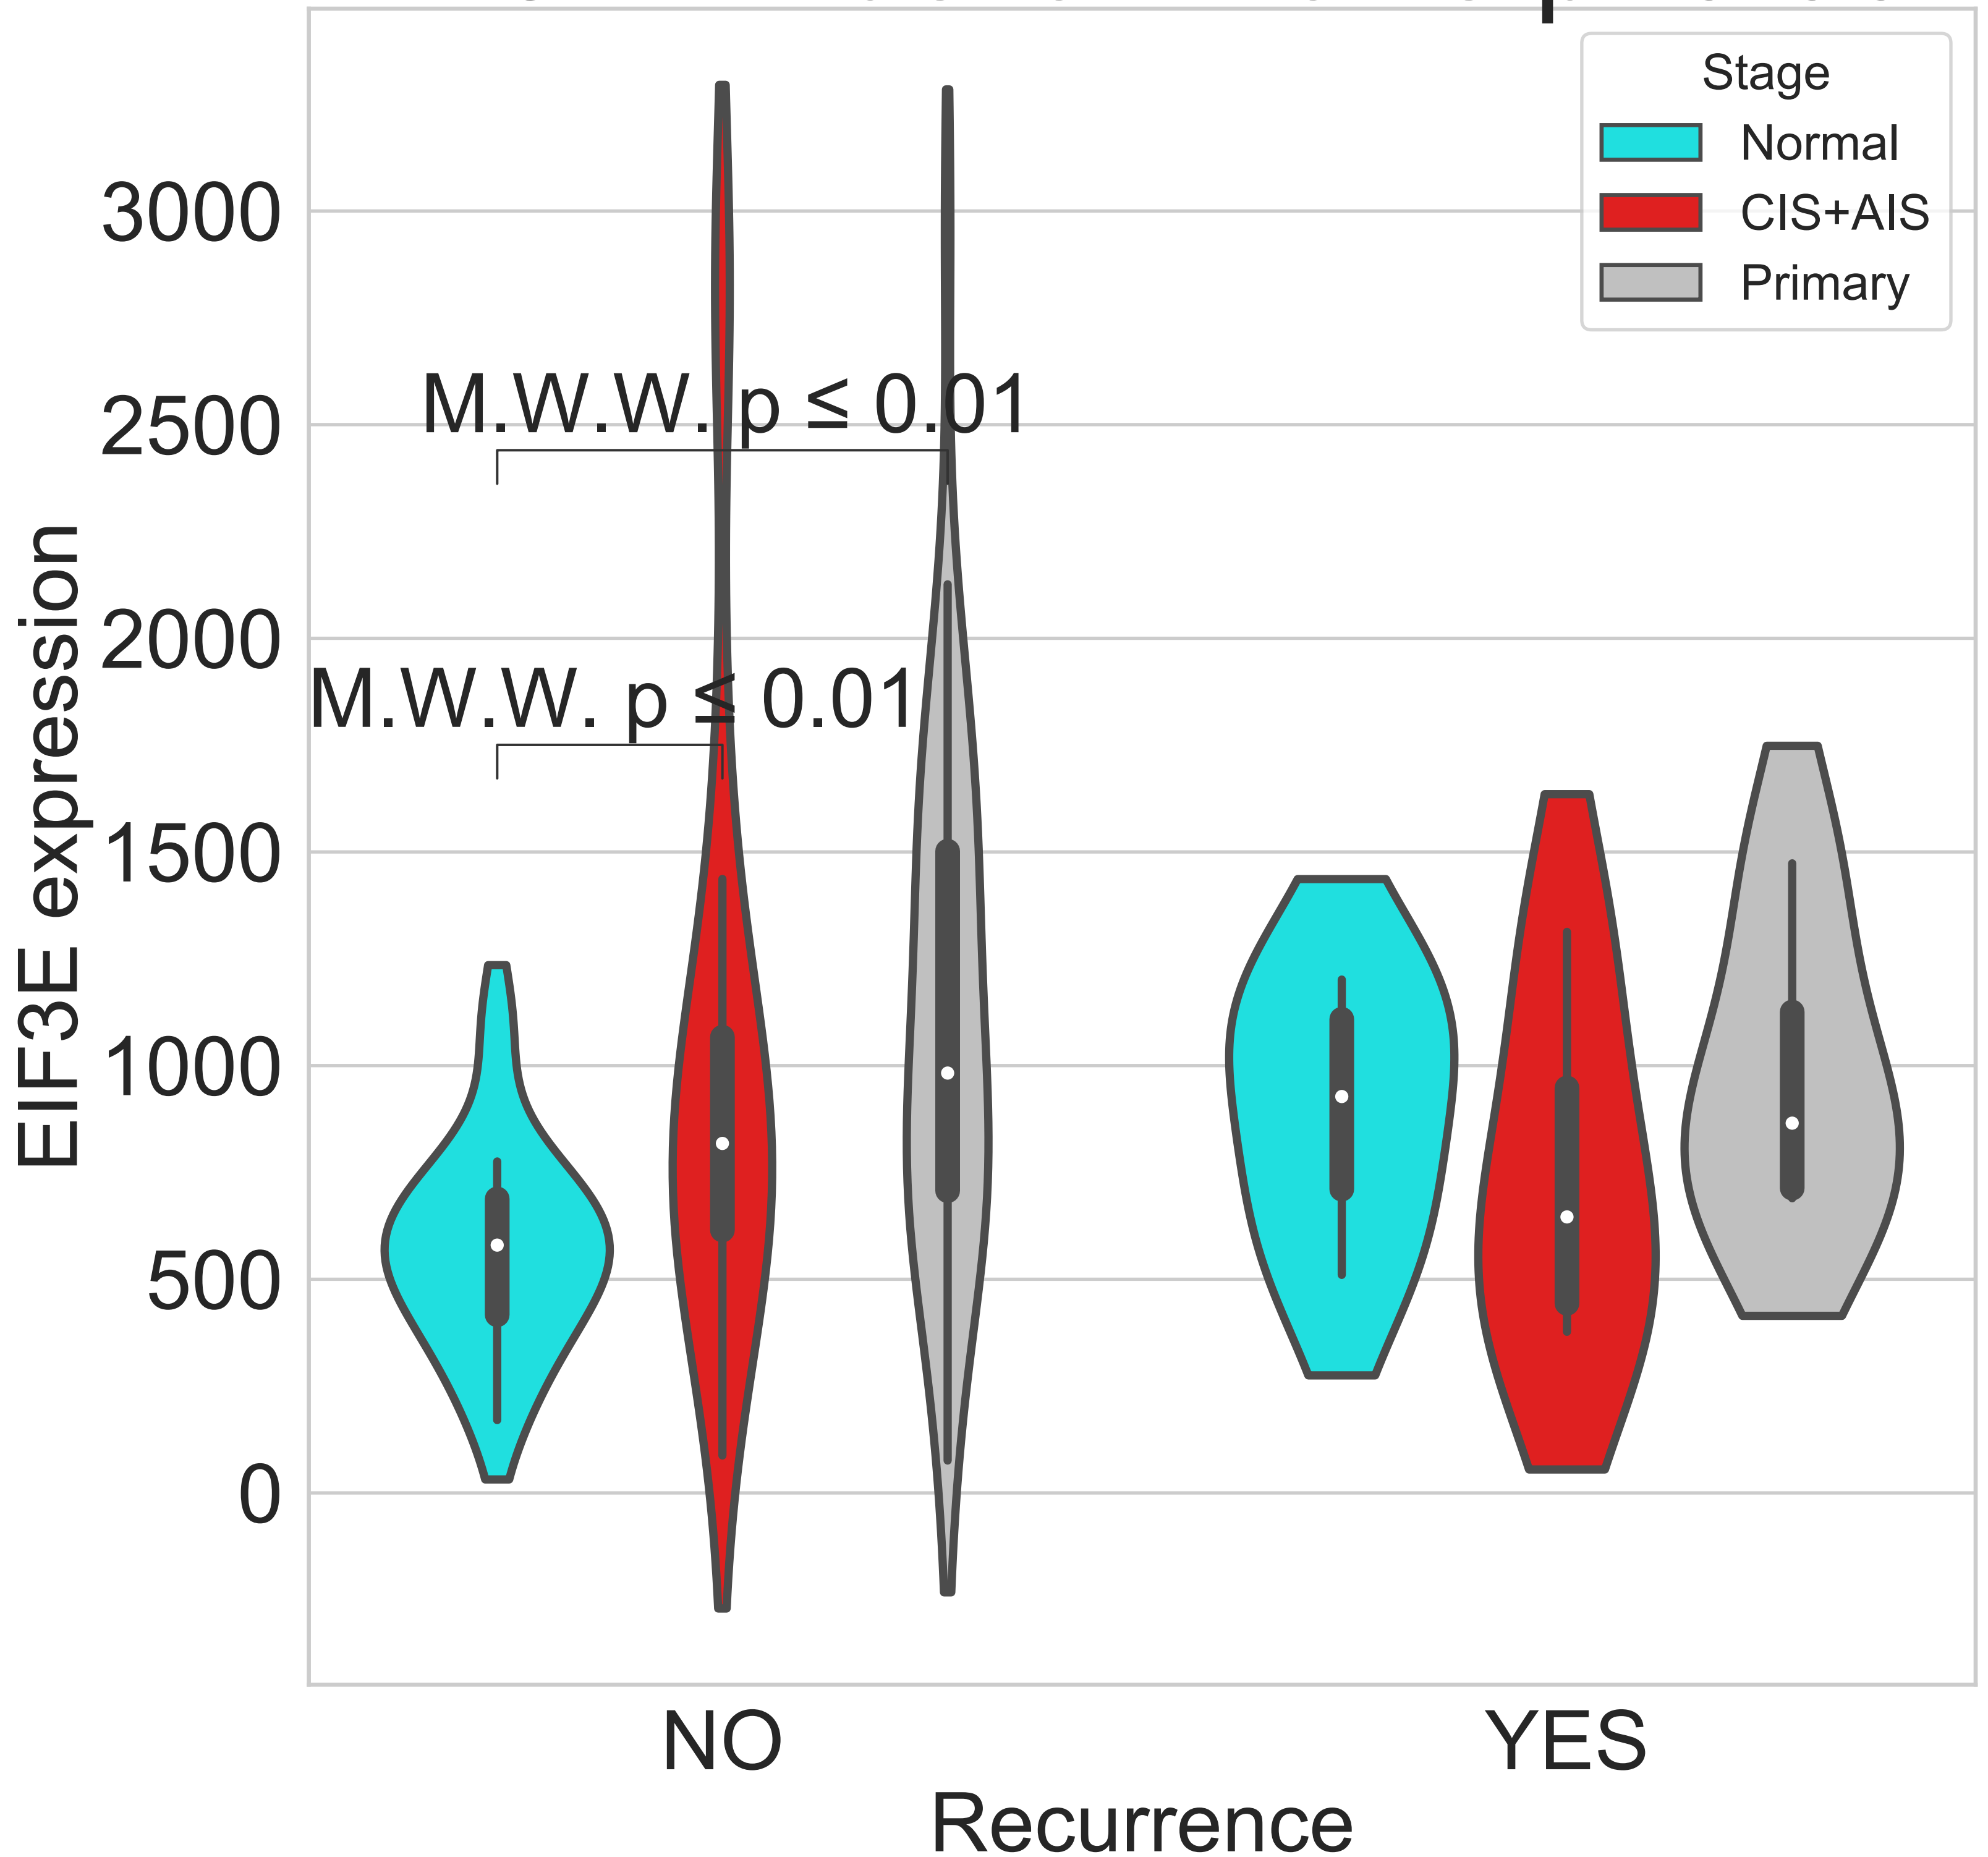 Stage
Normal
CIS+AIS
Primary
3000
2500
2000
1500
1000
500
0
EIF3E expression
M.W.W. p ≤ 0.01
M.W.W. p ≤ 0.01
NO
YES
Recurrence